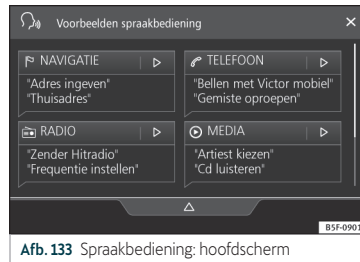 Voorbeelden spraakbediening
NAVIGATIE
"Adres ingeven"
"Thuisadres"
TELEFOON
"Bellen met Victor mobiel"
"Gemiste oproepen"
RADIO
"Zender Hitradio"
"Frequentie instellen"
MEDIA
"Artiest kiezen"
"Cd luisteren"
B5F-0901
Afb. 133 Spraakbediening: hoofdscherm